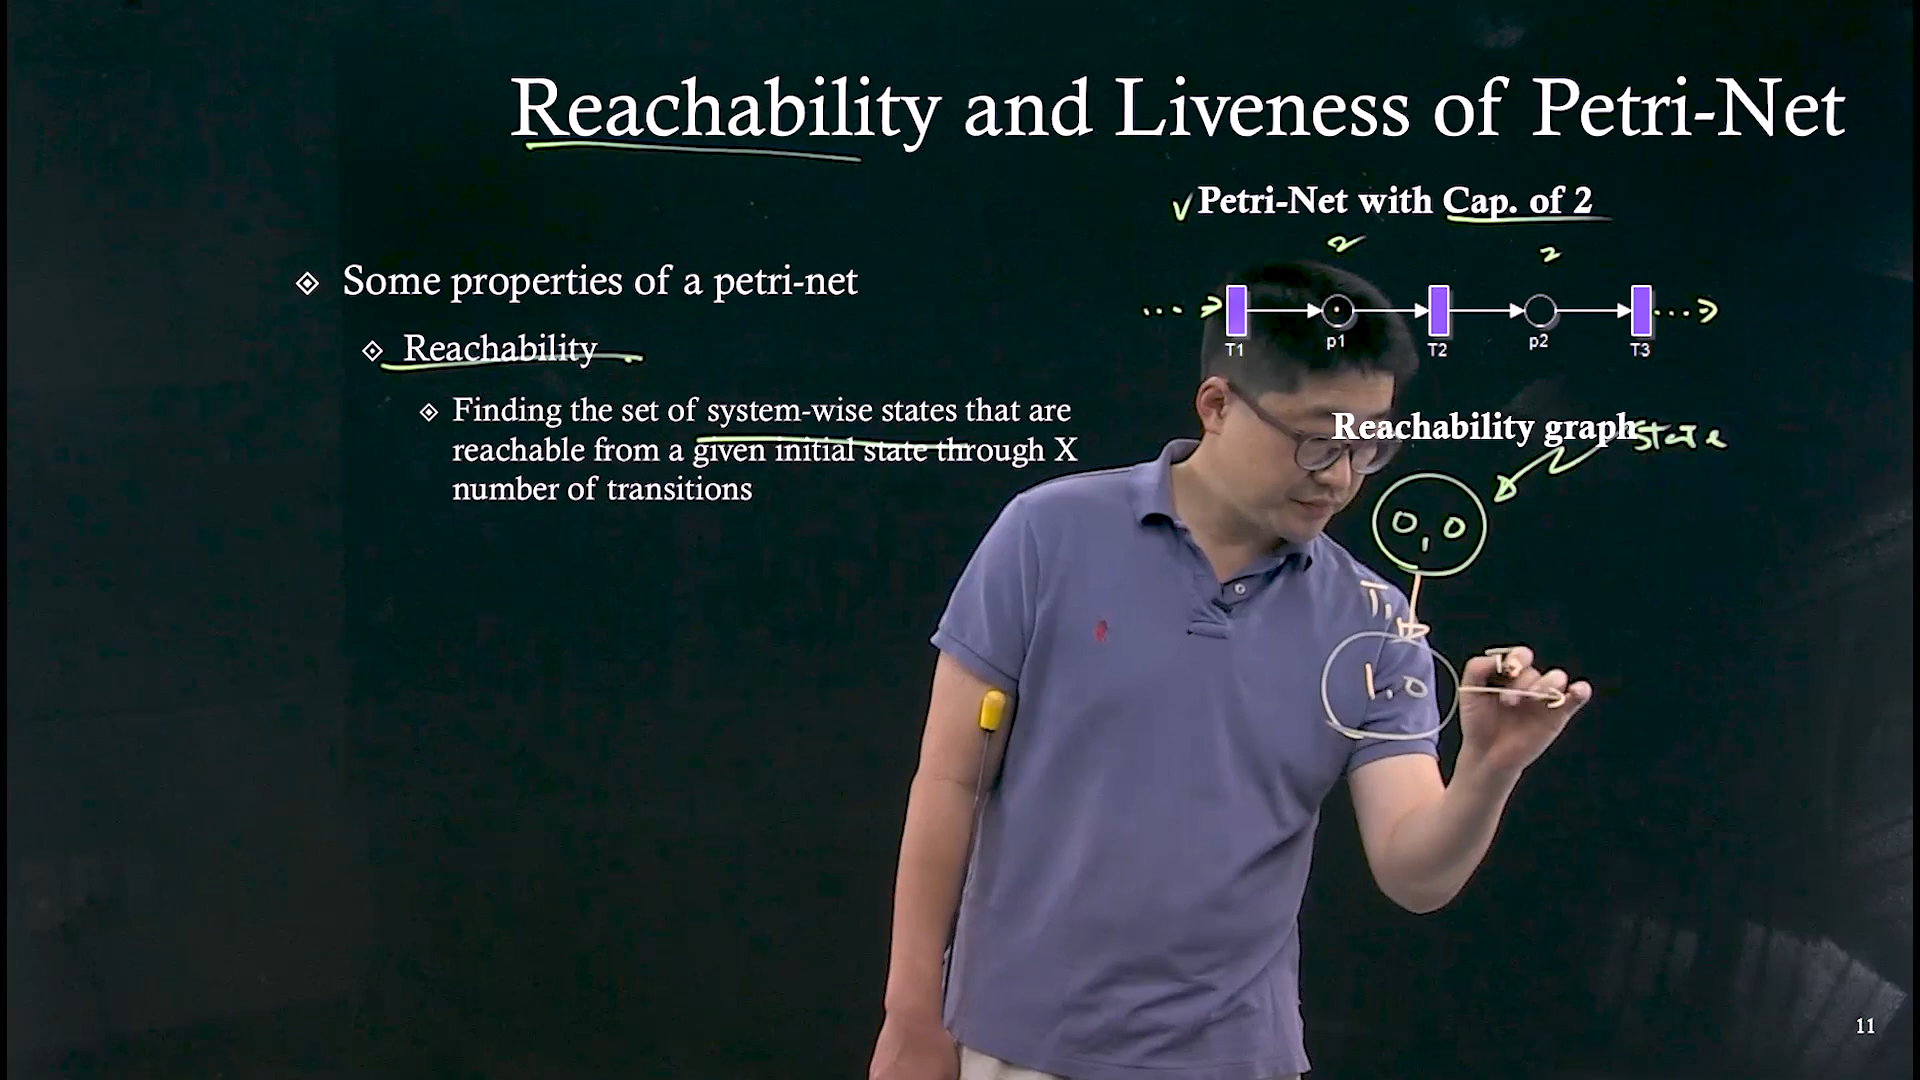 Reachability and Liveness of Petri-Net
Some properties of a petri-net
Reachability
Finding the set of system-wise states that are
reachable from a given initial state through X
number of transitions
Petri-Net with Cap. of 2
2 2
T1 p1 T2 p2 T3
Reachability graph
State
0,0
T1
1,0
11